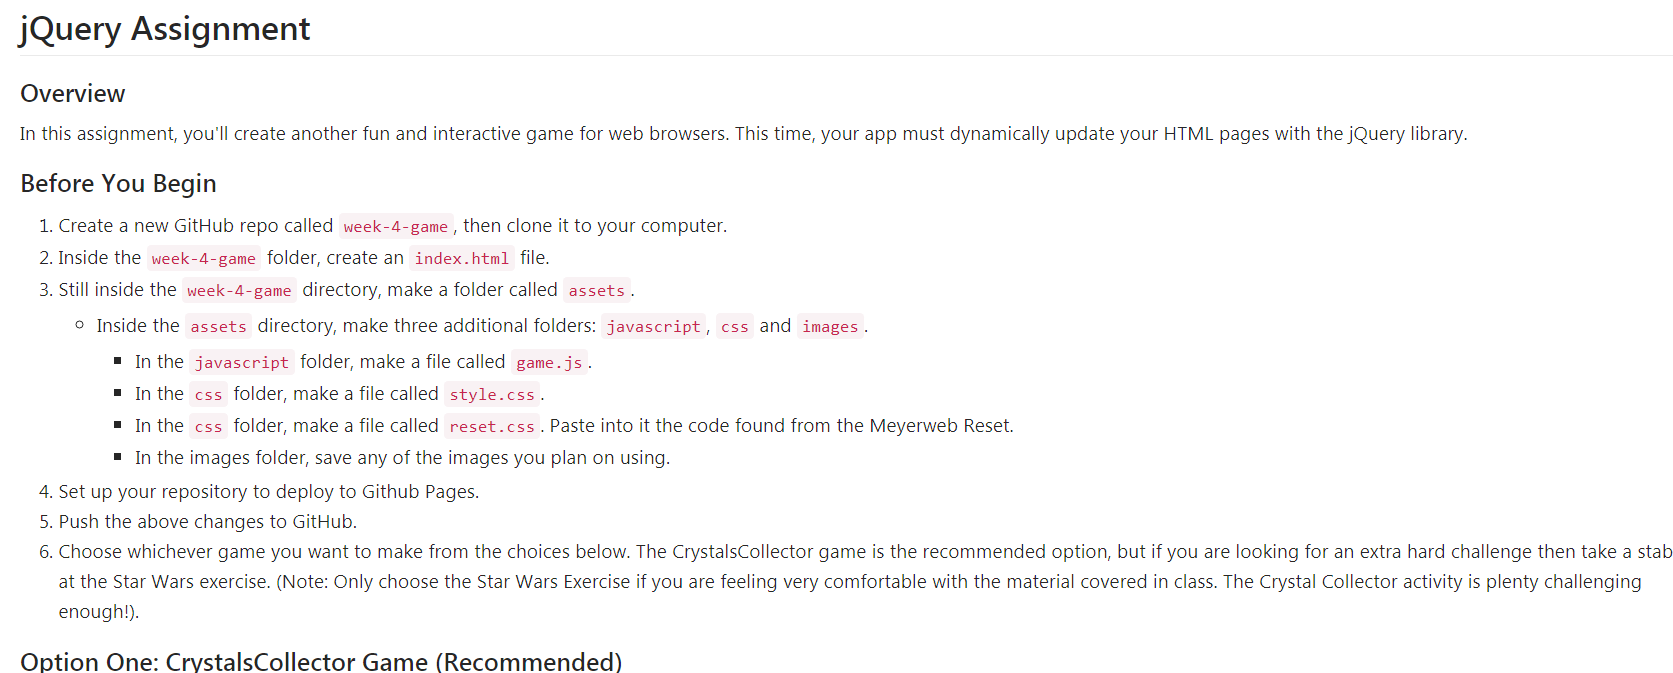 jQuery Assignment
Overview
In this assignment, you'll create another fun and interactive game for web browsers. This time, your app must dynamically update your HTML pages with the jQuery library.
Before You Begin
1. Create a new GitHub repo called week-4-game, then clone it to your computer.
2. Inside the week-4-game folder, create an index.html file.
3. Still inside the week-4-game directory, make a folder called assets.
Inside the assets directory, make three additional folders: javascript, css and images.
In the javascript folder, make a file called game.js.
In the css folder, make a file called style.css.
In the css folder, make a file called reset.css. Paste into it the code found from the Meyerweb Reset.
In the images folder, save any of the images you plan on using.
4. Set up your repository to deploy to Github Pages.
5. Push the above changes to GitHub.
6. Choose whichever game you want to make from the choices below. The CrystalsCollector game is the recommended option, but if you are looking for an extra hard challenge then take a stab
at the Star Wars exercise. (Note: Only choose the Star Wars Exercise if you are feeling very comfortable with the material covered in class. The Crystal Collector activity is plenty challenging
enough!).
Option One: CrystalsCollector Game (Recommended)